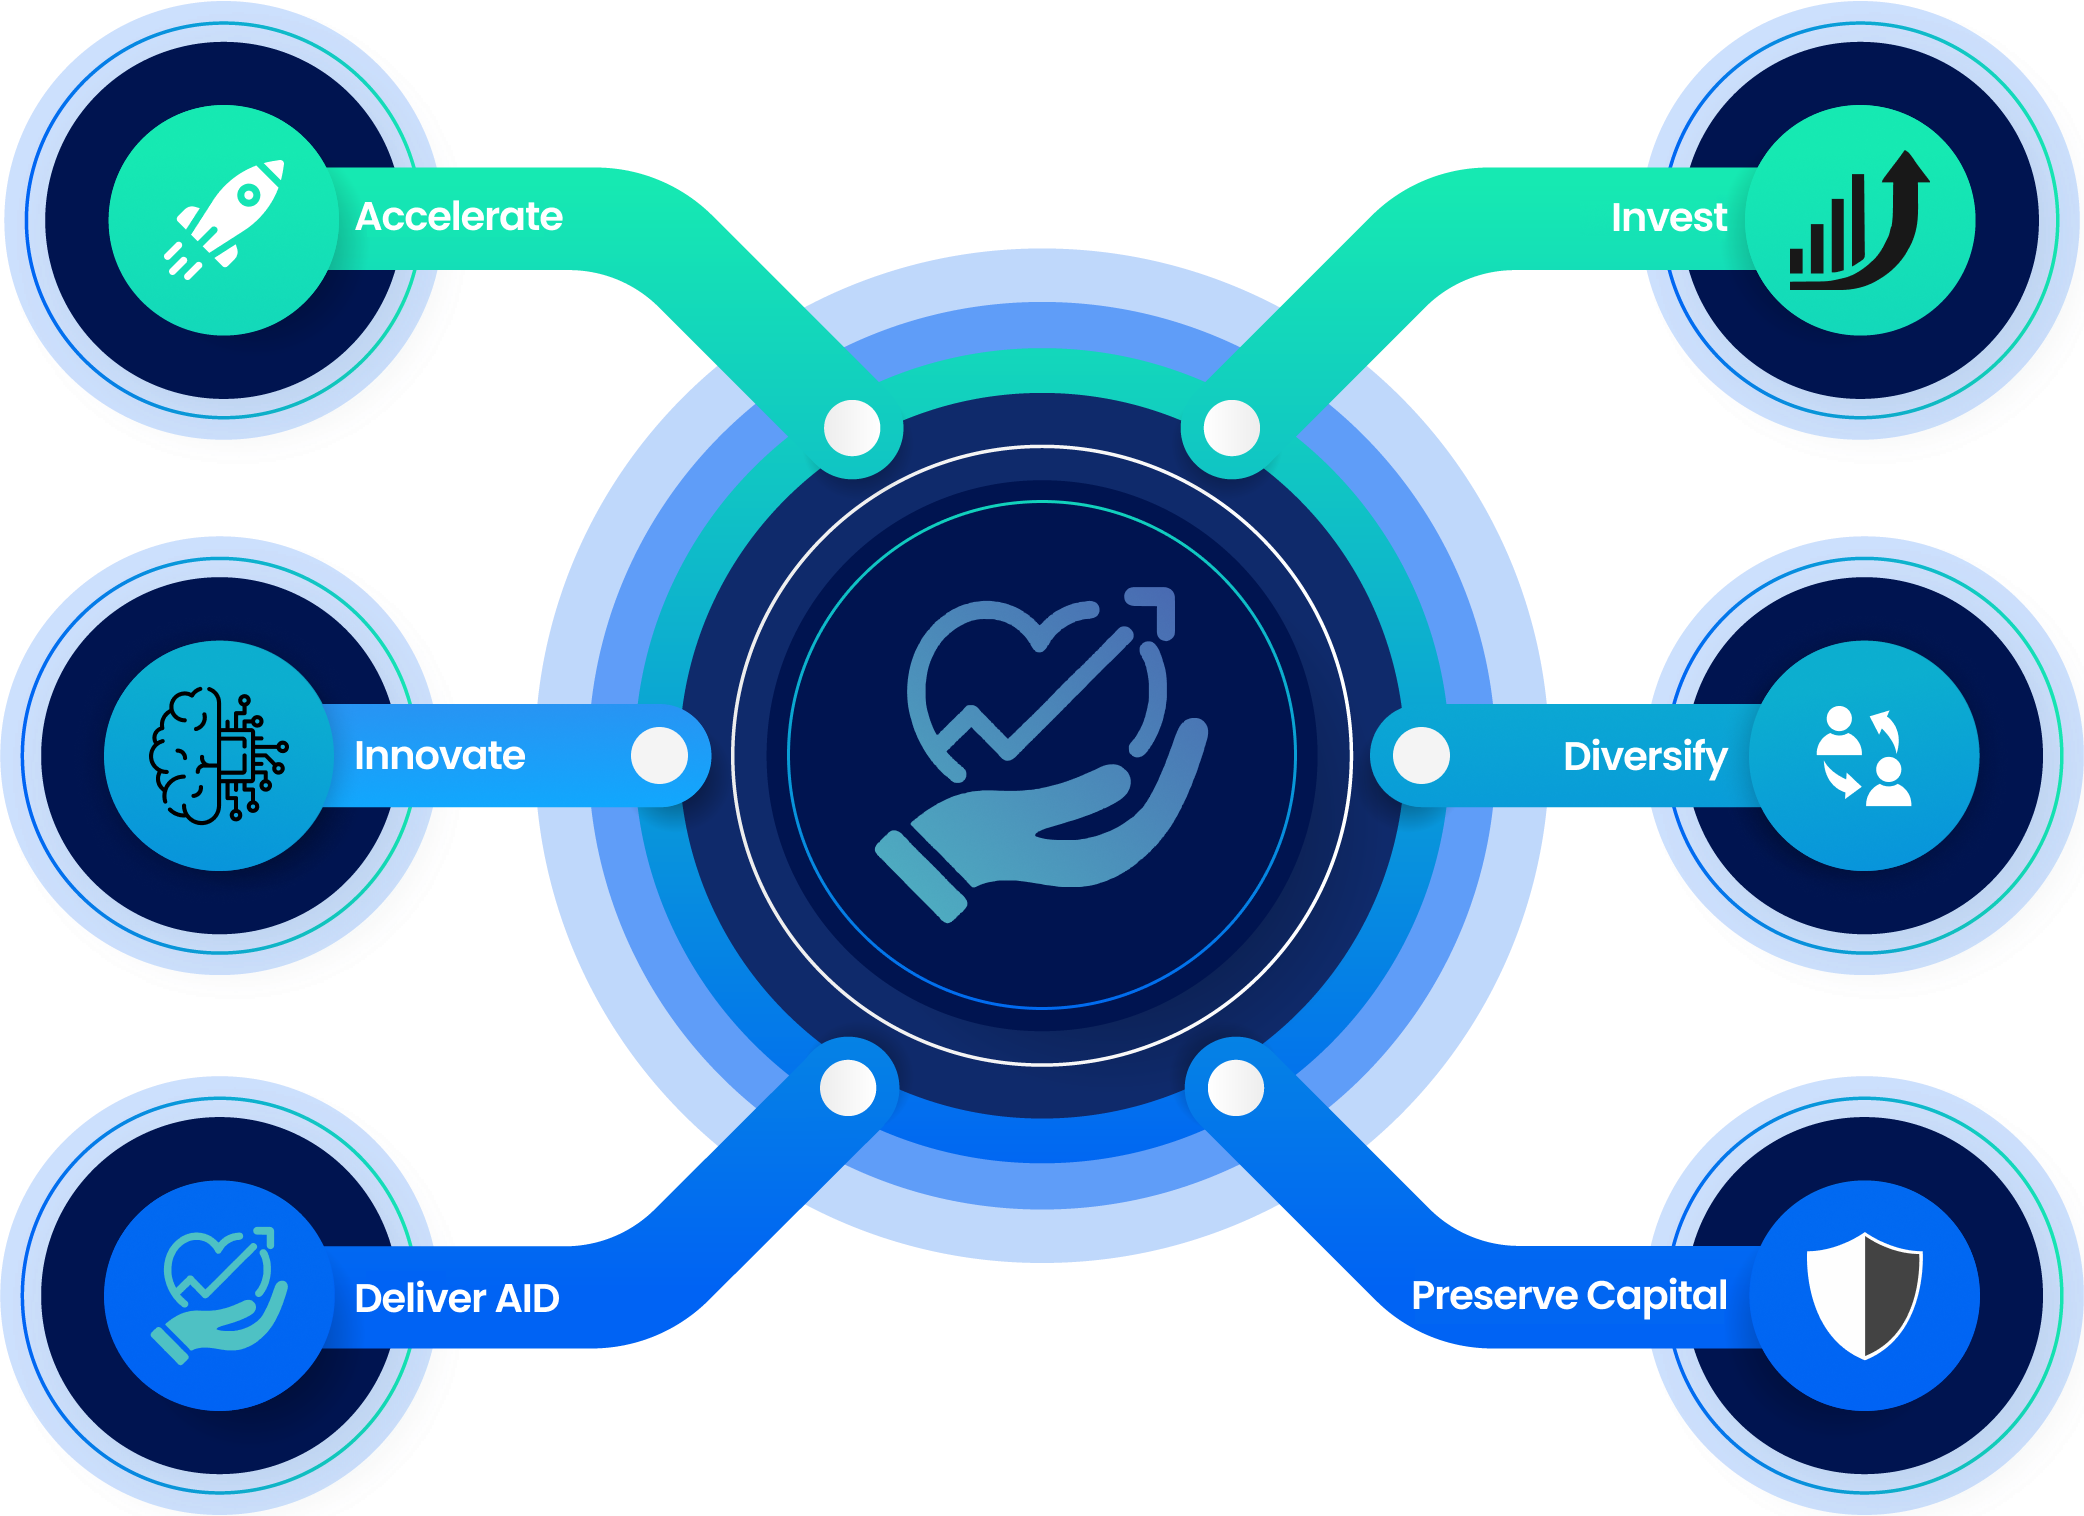 Accelerate
Invest
Innovate
Diversify
Deliver AID
Preserve Capital